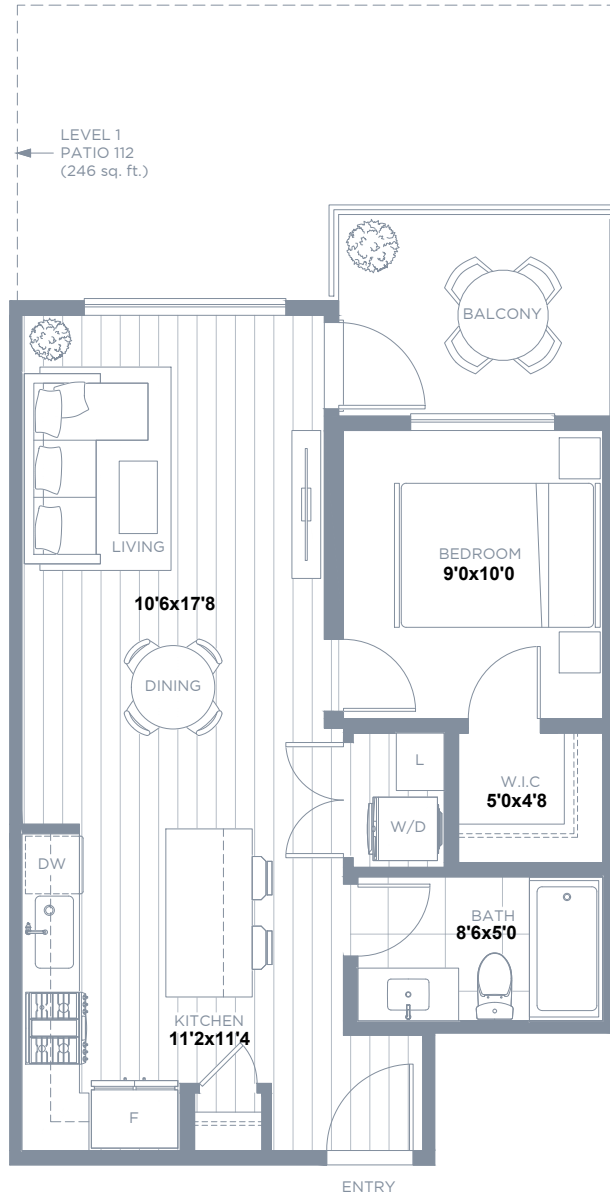 LEVEL 1
PATIO 112
(246 sq. ft.)
BALCONY
LIVING
10'6x17'8
BEDROOM
9'0x10'0
DINING
L
W/D
W.I.C
5'0x4'8
DW
BATH
8'6x5'0
KITCHEN
11'2x11'4
F
ENTRY